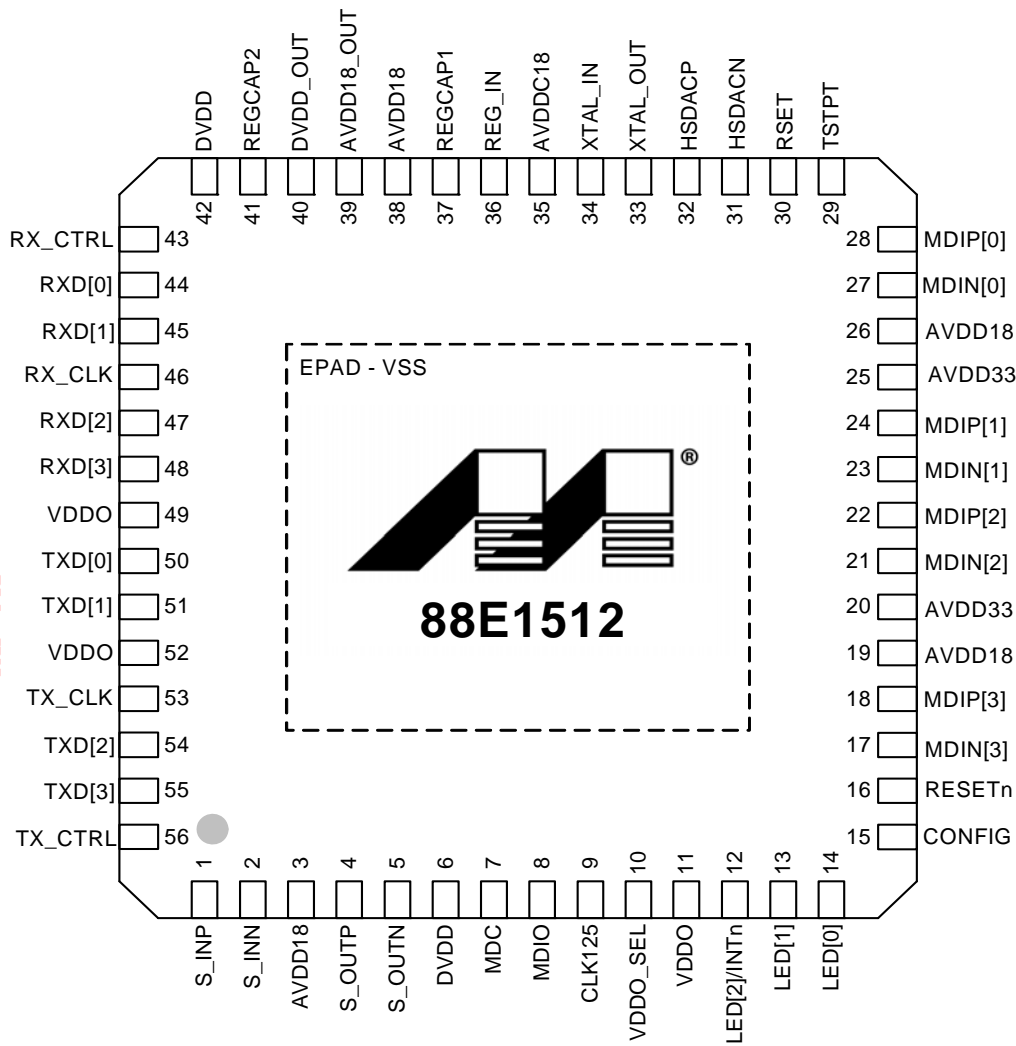 DVDD
REGCAP2
DVDD_OUT
AVDD18_OUT
AVDD18
REGCAP1
REG_IN
AVDDC18
XTAL_IN
XTAL_OUT
HSDACP
HSDACN
RSET
TSTPT
42
41
40
39
38
37
36
35
34
33
32
31
30
29
RX_CTRL 43
RXD[0] 44
RXD[1] 45
RX_CLK 46
RXD[2] 47
RXD[3] 48
VDDO 49
TXD[0] 50
TXD[1] 51
VDDO 52
TX_CLK 53
TXD[2] 54
TXD[3] 55
TX_CTRL 56
EPAD - VSS
®
88E1512
28 MDIP[0]
27 MDIN[0]
26 AVDD18
25 AVDD33
24 MDIP[1]
23 MDIN[1]
22 MDIP[2]
21 MDIN[2]
20 AVDD33
19 AVDD18
18 MDIP[3]
17 MDIN[3]
16 RESETn
15 CONFIG
1
2
3
4
5
6
7
8
9
10
11
12
13
14
S_INP
S_INN
AVDD18
S_OUTP
S_OUTN
DVDD
MDC
MDIO
CLK125
VDDO_SEL
VDDO
LED[2]/INTn
LED[1]
LED[0]